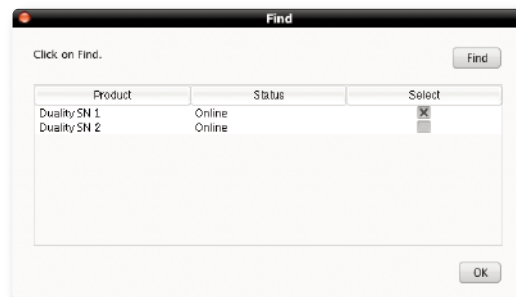 Find
Click on Find.
Find
Product Status Select
Duality SN 1 Online
Duality SN 2 Online
OK